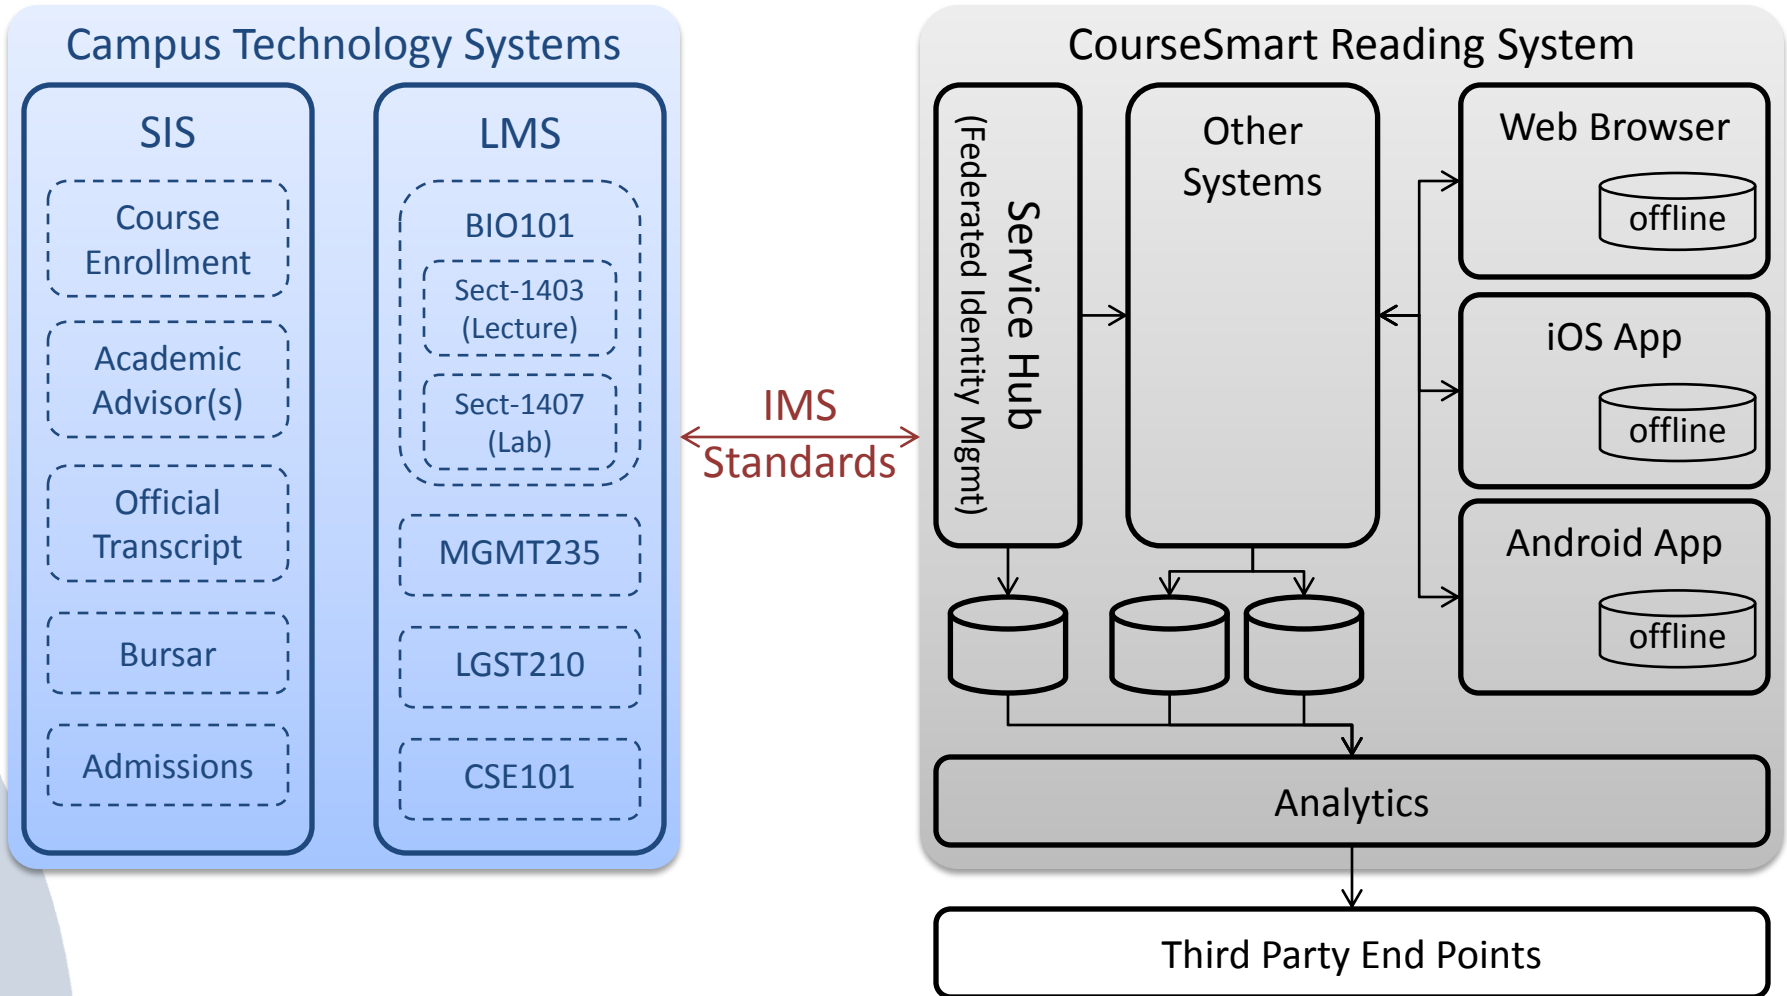 Campus Technology Systems
SIS
Course
Enrollment
Academic
Advisor(s)
Official
Transcript
Bursar
Admissions
LMS
BIO101
Sect-1403
(Lecture)
Sect-1407
(Lab)
MGMT235
LGST210
CSE101
IMS
Standards
CourseSmart Reading System
Service Hub
(Federated Identity Mgmt)
Other
Systems
Web Browser
offline
iOS App
offline
Android App
offline
Analytics
Third Party End Points